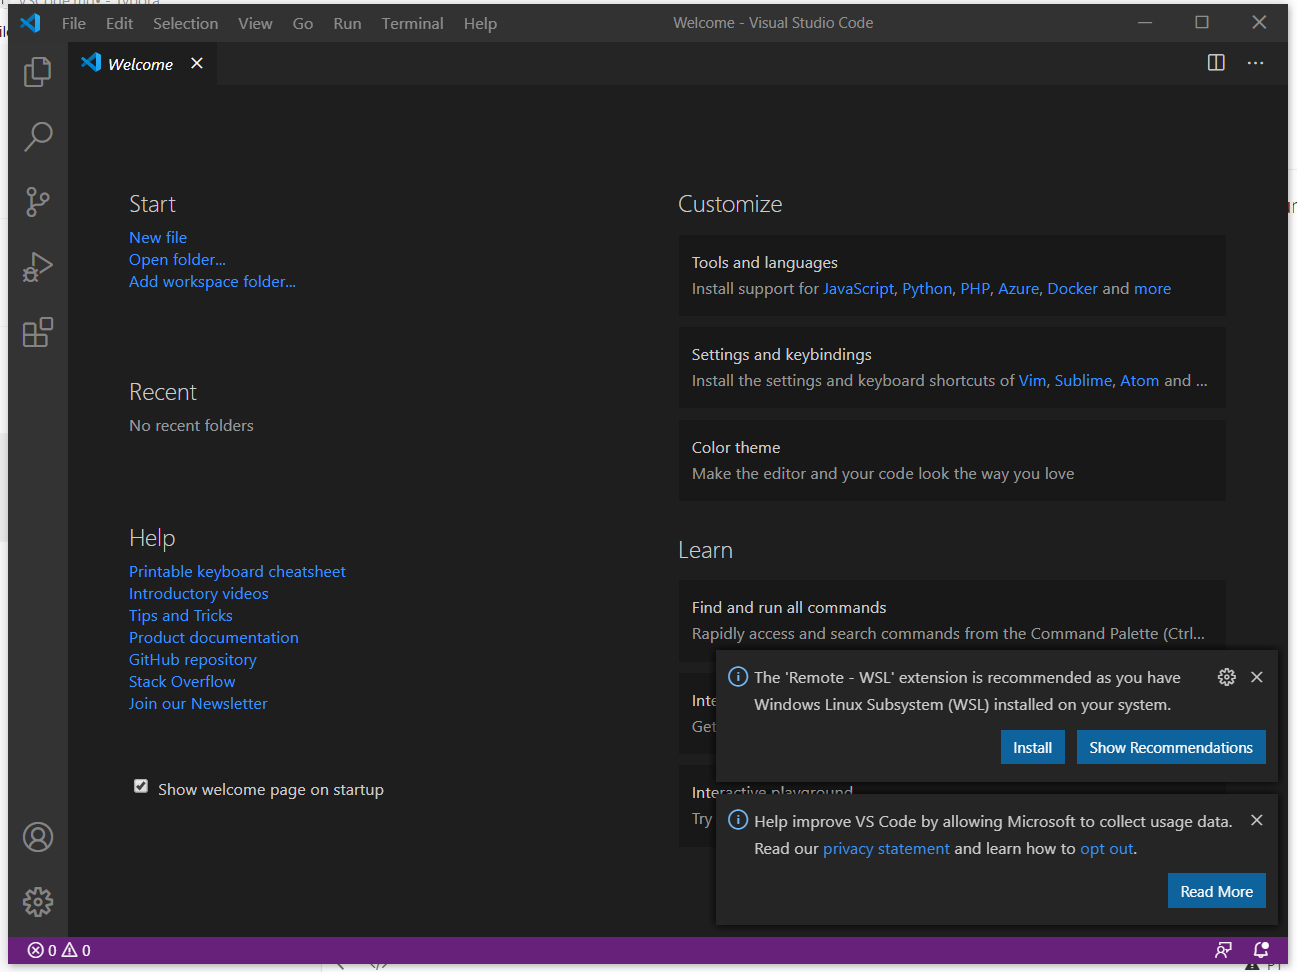 File Edit Selection View Go Run Terminal Help
Welcome - Visual Studio Code
Welcome
Start
New file
Open folder...
Add workspace folder...
Recent
No recent folders
Help
Printable keyboard cheatsheet
Introductory videos
Tips and Tricks
Product documentation
GitHub repository
Stack Overflow
Join our Newsletter
Show welcome page on startup
Customize
Tools and languages
Install support for JavaScript, Python, PHP, Azure, Docker and more
Settings and keybindings
Install the settings and keyboard shortcuts of Vim, Sublime, Atom and ...
Color theme
Make the editor and your code look the way you love
Learn
Find and run all commands
Rapidly access and search commands from the Command Palette (Ctrl...
Inte
Get
Interactive playground
Try
The 'Remote - WSL' extension is recommended as you have
Windows Linux Subsystem (WSL) installed on your system.
Install
Show Recommendations
Help improve VS Code by allowing Microsoft to collect usage data.
Read our privacy statement and learn how to opt out.
Read More
0 0